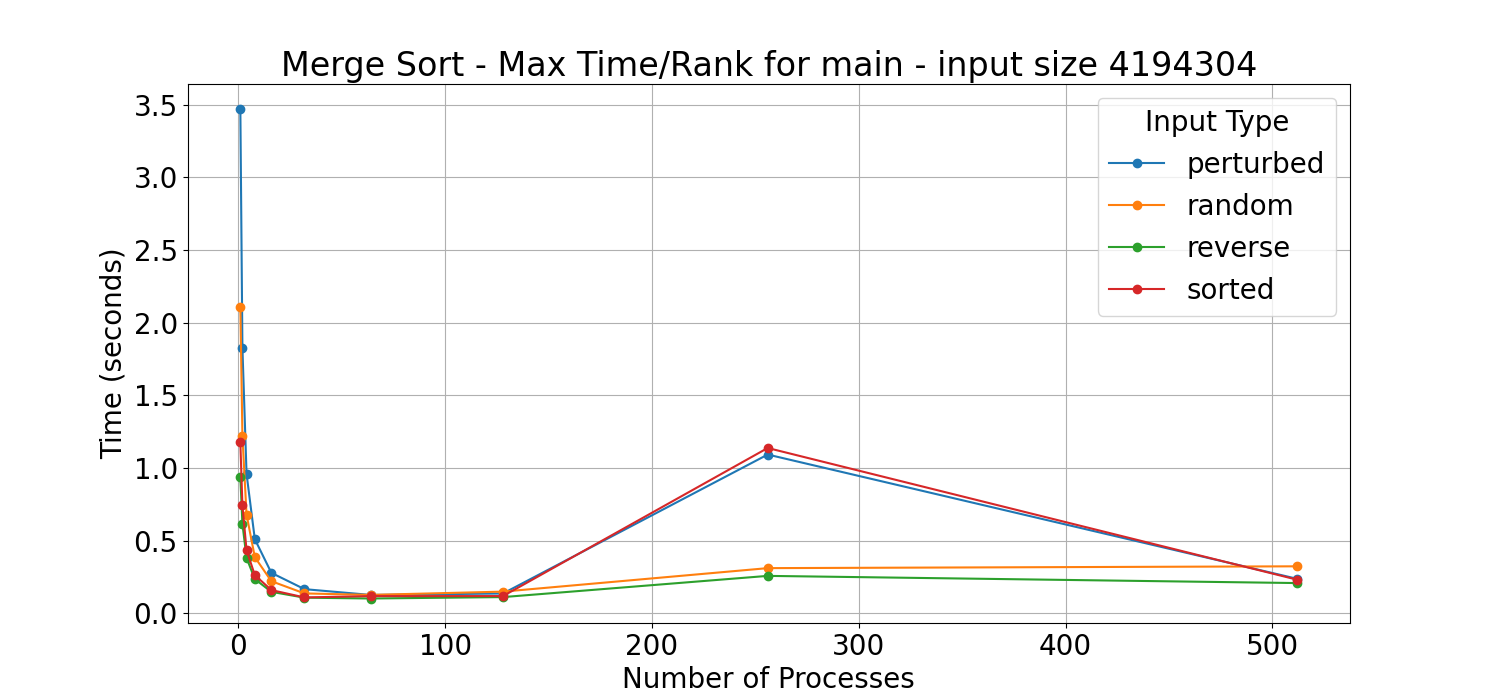 Merge Sort - Max Time/Rank for main - input size 4194304
Time (seconds)
3.5
3.0
2.5
2.0
1.5
1.0
0.5
0.0
Input Type
perturbed
random
reverse
sorted
0 100 200 300 400 500
Number of Processes